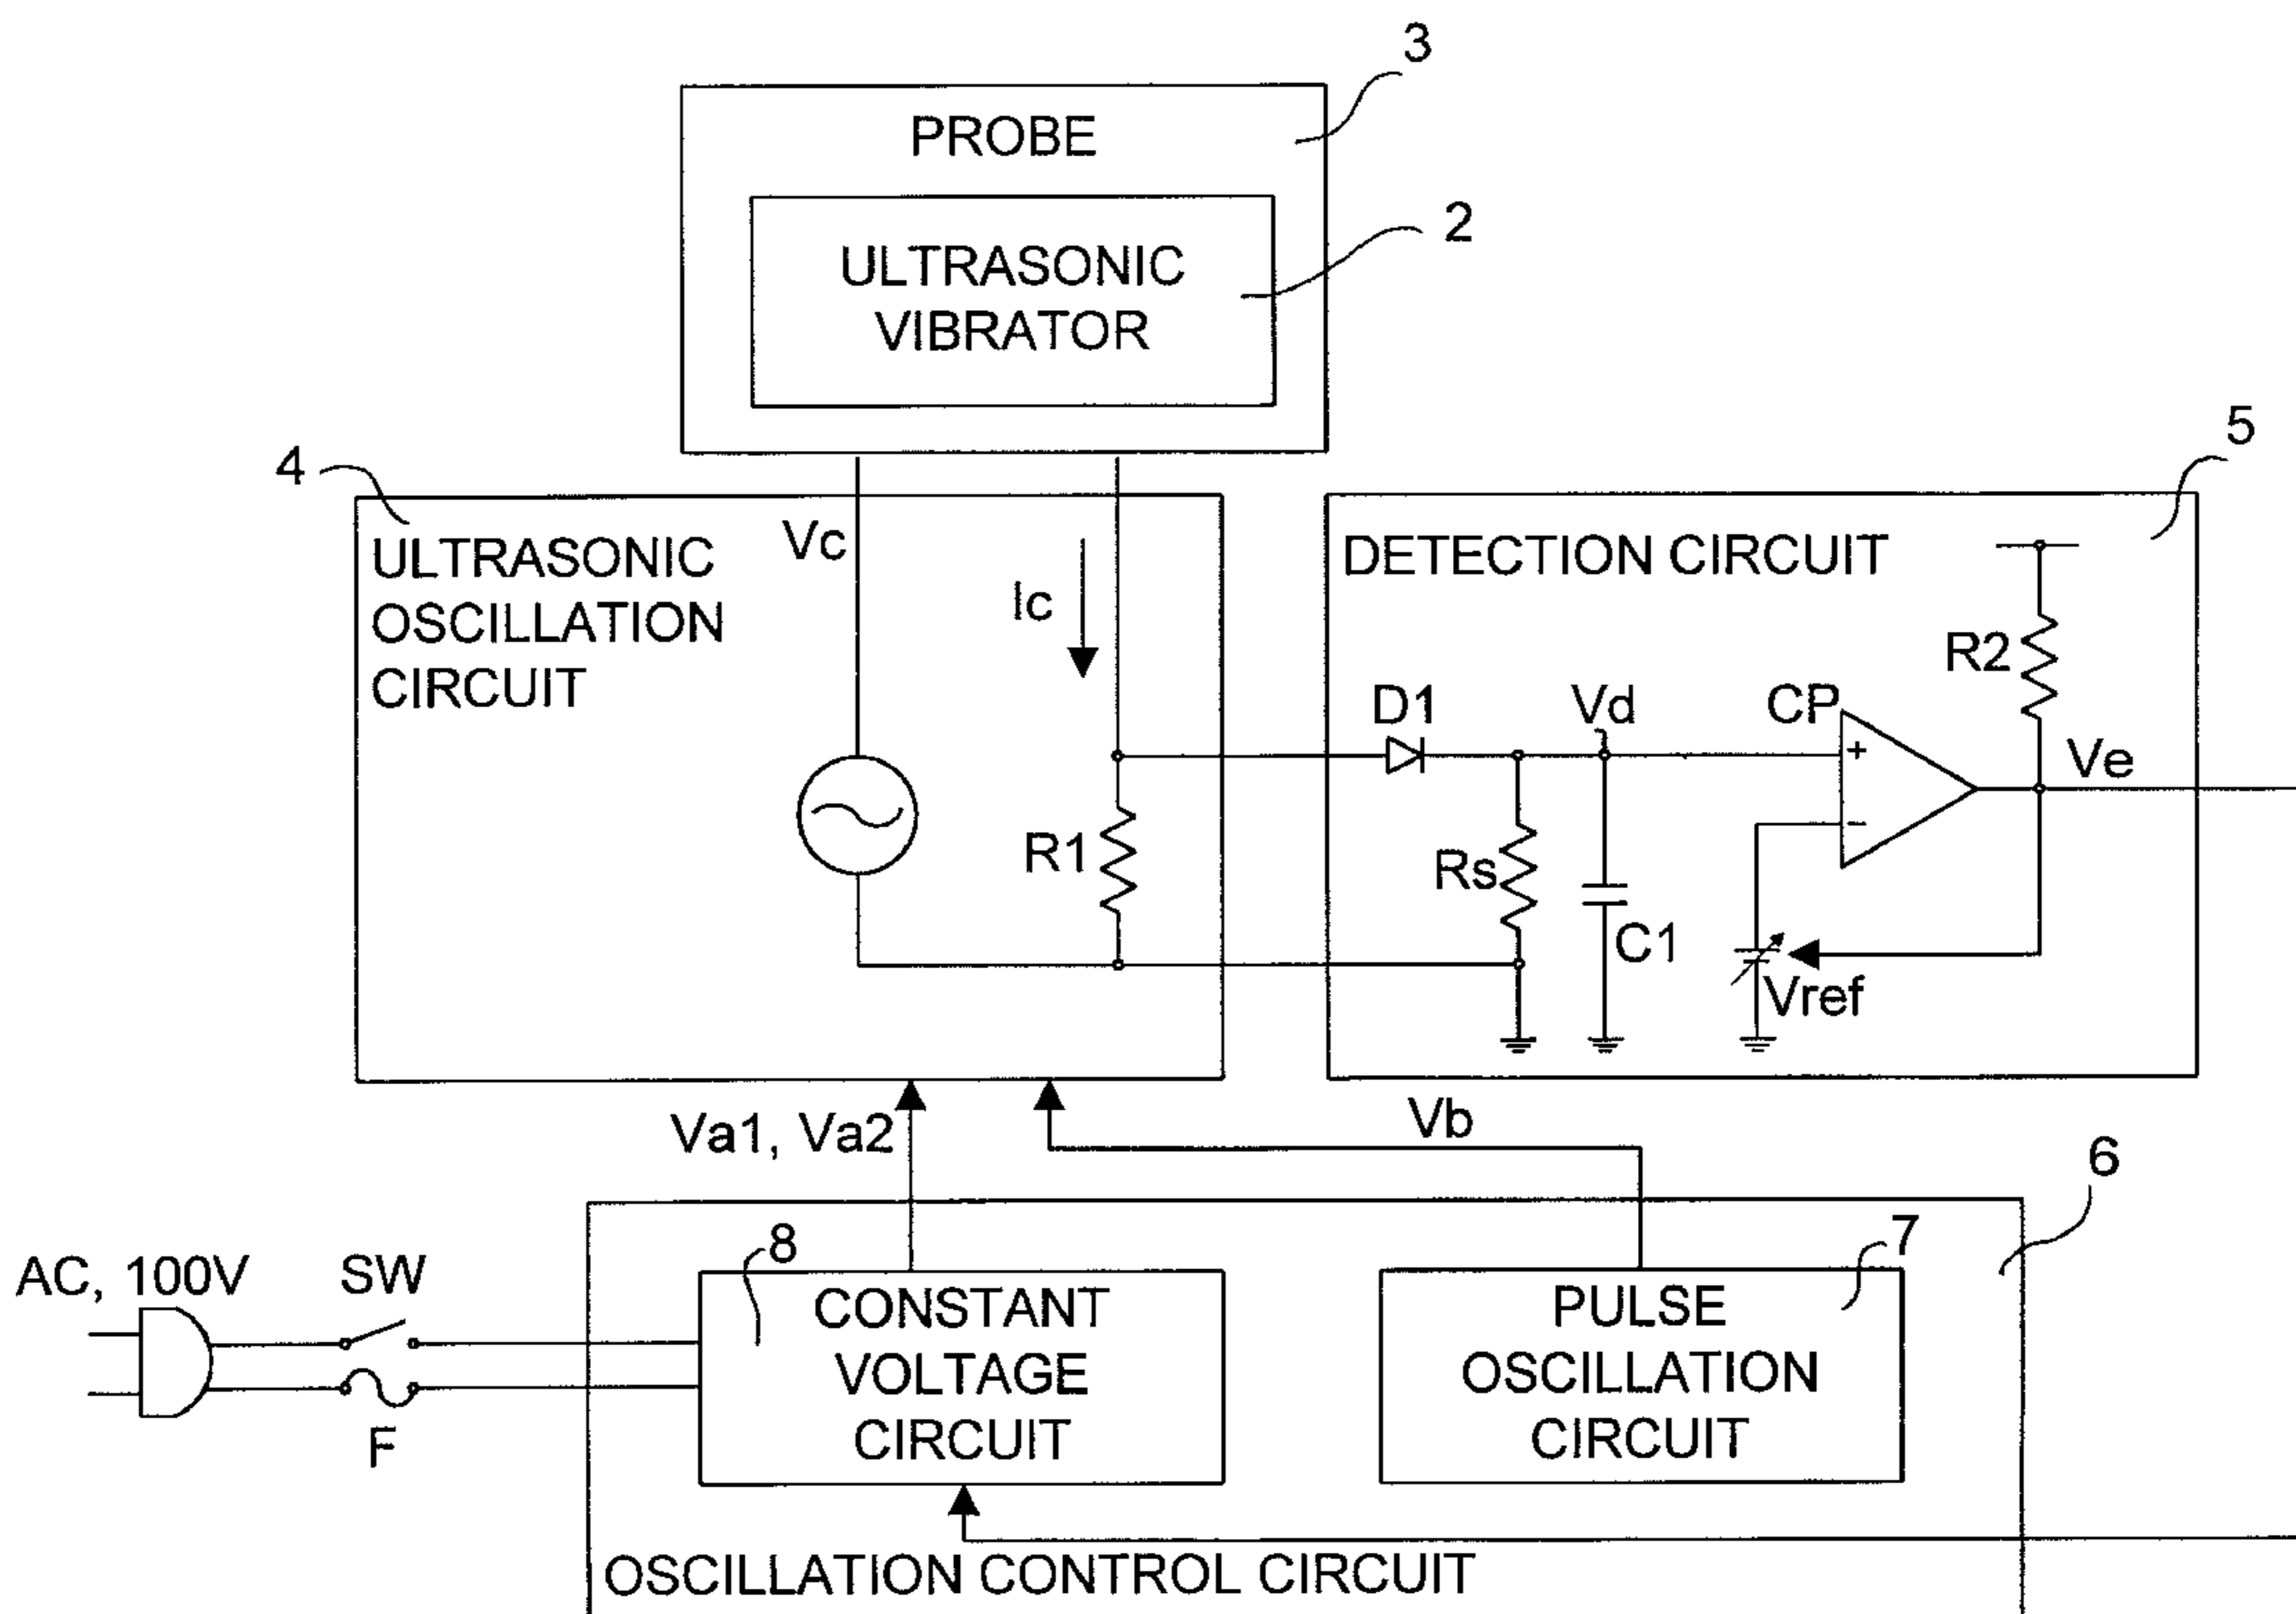 3
PROBE
2
ULTRASONIC
VIBRATOR
5
4
Vc
ULTRASONIC
OSCILLATION
CIRCUIT
Ic
DETECTION CIRCUIT
R2
D1
Vd
CP
+
Ve
R1
Rs
−
C1
Vref
Va1, Va2
Vb
6
8
7
AC, 100V
SW
CONSTANT
VOLTAGE
CIRCUIT
PULSE
OSCILLATION
CIRCUIT
F
OSCILLATION CONTROL CIRCUIT